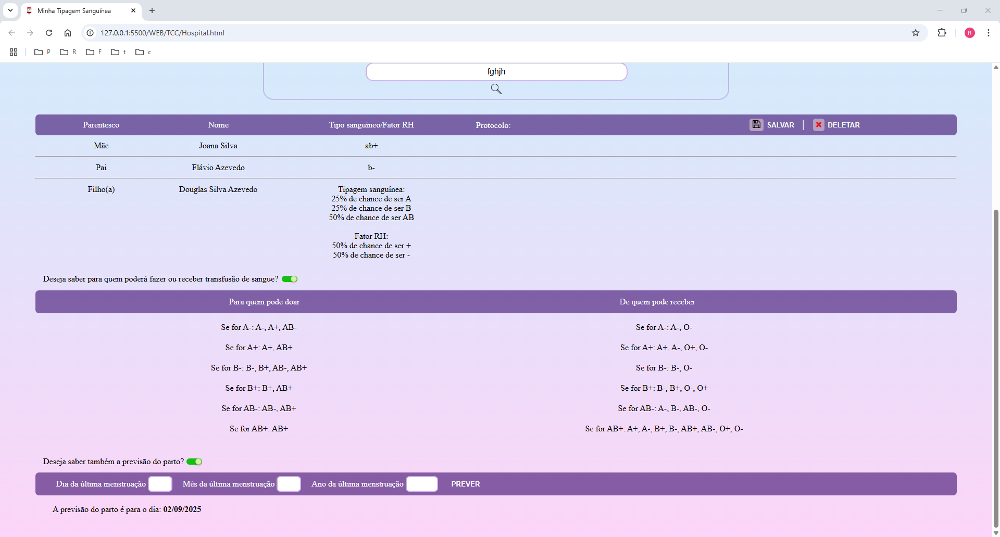 Minha Tipagem Sanguínea
127.0.0.1:5500/WEB/TCC/Hospital.html
R
P R F t c
fghjh
Parentesco Nome Tipo sanguíneo/Fator RH Protocolo: SALVAR | DELETAR
Mãe Joana Silva ab+
Pai Flávio Azevedo b-
Filho(a) Douglas Silva Azevedo Tipagem sanguínea:
25% de chance de ser A
25% de chance de ser B
50% de chance de ser AB
Fator RH:
50% de chance de ser +
50% de chance de ser -
Deseja saber para quem poderá fazer ou receber transfusão de sangue?
Para quem pode doar De quem pode receber
Se for A-: A-, A+, AB- Se for A-: A-, O-
Se for A+: A+, AB+ Se for A+: A+, A-, O+, O-
Se for B-: B-, B+, AB-, AB+ Se for B-: B-, O-
Se for B+: B+, AB+ Se for B+: B-, B+, O-, O+
Se for AB-: AB-, AB+ Se for AB-: A-, B-, AB-, O-
Se for AB+: AB+ Se for AB+: A+, A-, B+, B-, AB+, AB-, O+, O-
Deseja saber também a previsão do parto?
Dia da última menstruação Mês da última menstruação Ano da última menstruação PREVER
A previsão do parto é para o dia: 02/09/2025